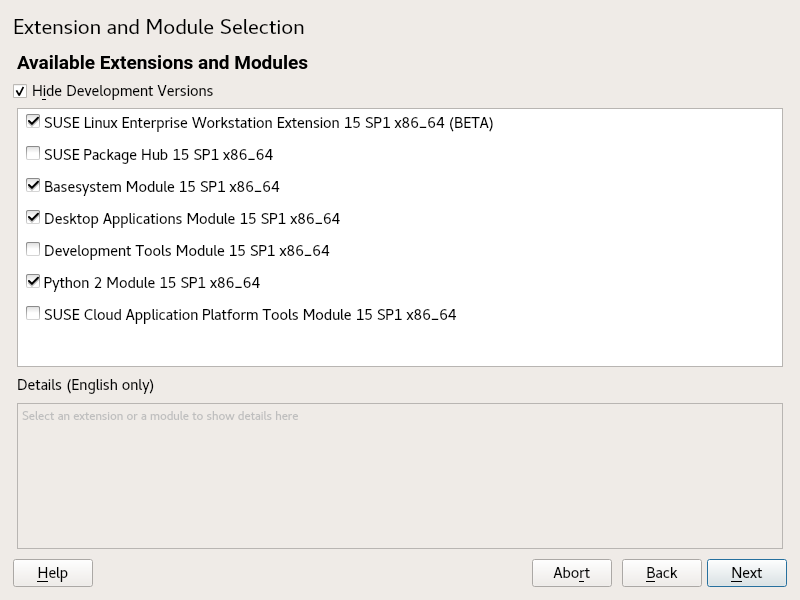 Extension and Module Selection
Available Extensions and Modules
Hide Development Versions
SUSE Linux Enterprise Workstation Extension 15 SP1 x86_64 (BETA)
SUSE Package Hub 15 SP1 x86_64
Basesystem Module 15 SP1 x86_64
Desktop Applications Module 15 SP1 x86_64
Development Tools Module 15 SP1 x86_64
Python 2 Module 15 SP1 x86_64
SUSE Cloud Application Platform Tools Module 15 SP1 x86_64
Details (English only)
Select an extension or a module to show details here
Help Abort Back Next